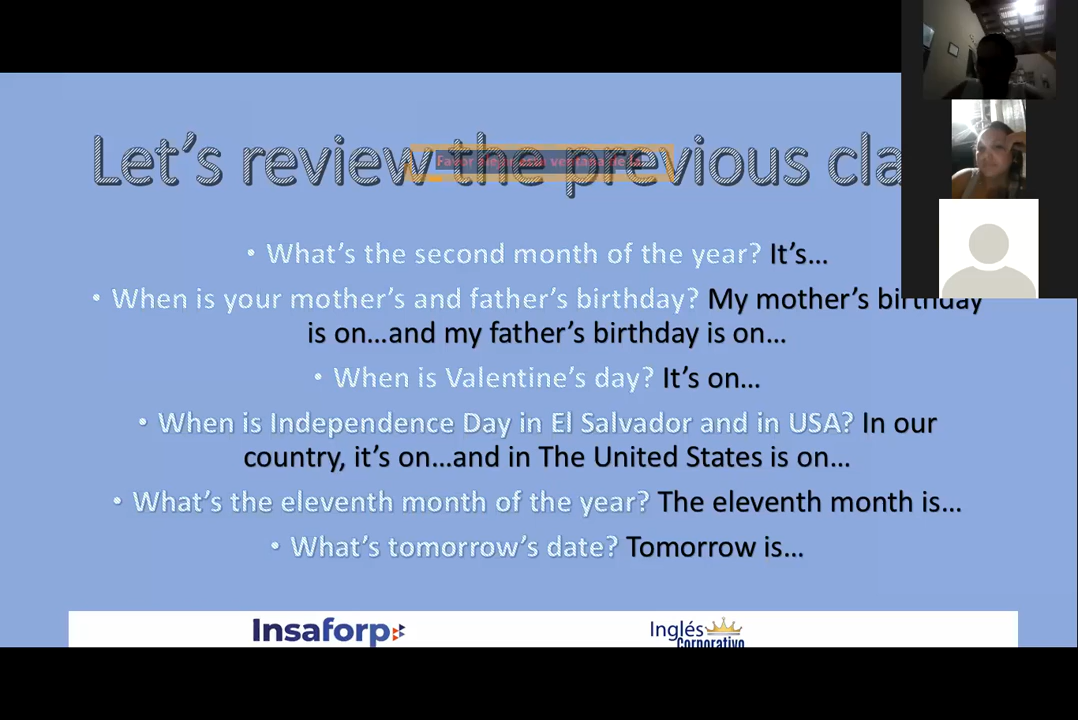 Let's review the previous cla
• What's the second month of the year? It's...
• When is your mother's and father's birthday? My mother's birthday
is on...and my father's birthday is on...
• When is Valentine's day? It's on...
• When is Independence Day in El Salvador and in USA? In our
country, it's on...and in The United States is on...
• What's the eleventh month of the year? The eleventh month is...
• What's tomorrow's date? Tomorrow is...
Insaforp
Inglés
Corporativo